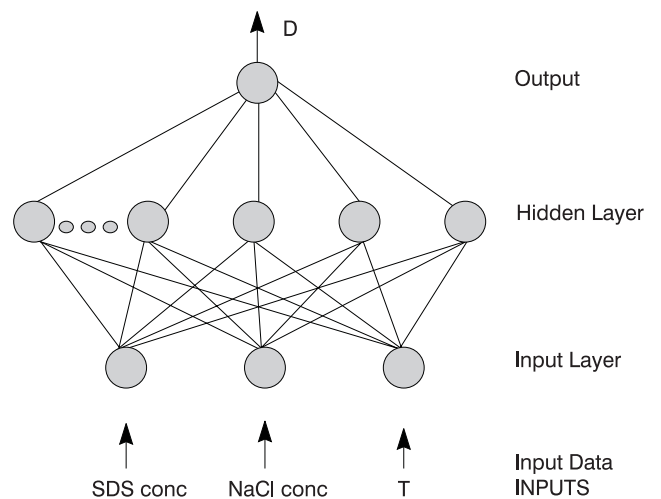 D
Output
Hidden Layer
Input Layer
SDS conc
NaCl conc
T
Input Data
INPUTS